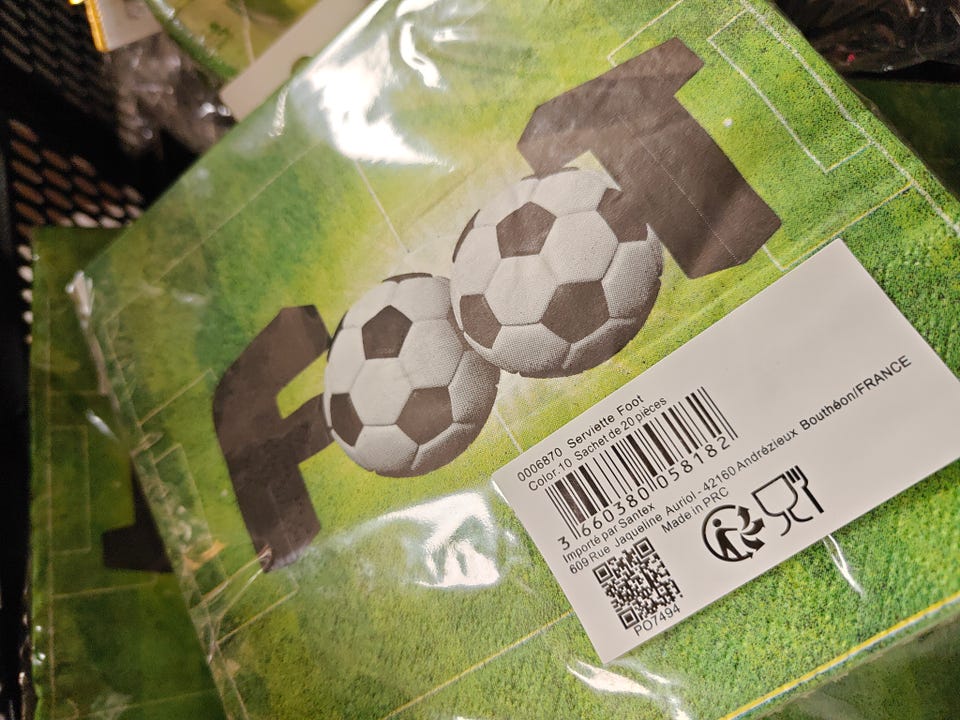 FOOT
0006870 Serviette Foot
Color.10 Sachet de 20 pièces
3 660380 058182
Importé par Santex
609 Rue Jaqueline Auriol - 42160 Andrézieux Bouthéon/FRANCE
Made in PRC
PO7494